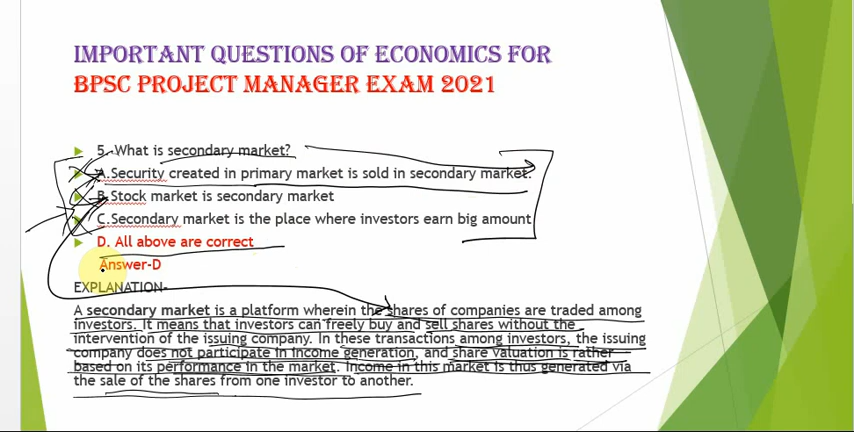 IMPORTANT QUESTIONS OF ECONOMICS FOR
BPSC PROJECT MANAGER EXAM 2021
5. What is secondary market?
A.Security created in primary market is sold in secondary market.
B.Stock market is secondary market
C.Secondary market is the place where investors earn big amount
D. All above are correct
Answer-D
EXPLANATION-
A secondary market is a platform wherein the shares of companies are traded among
investors. It means that investors can freely buy and sell shares without the
intervention of the issuing company. In these transactions among investors, the issuing
company does not participate in income generation, and share valuation is rather
based on its performance in the market. Income in this market is thus generated via
the sale of the shares from one investor to another.